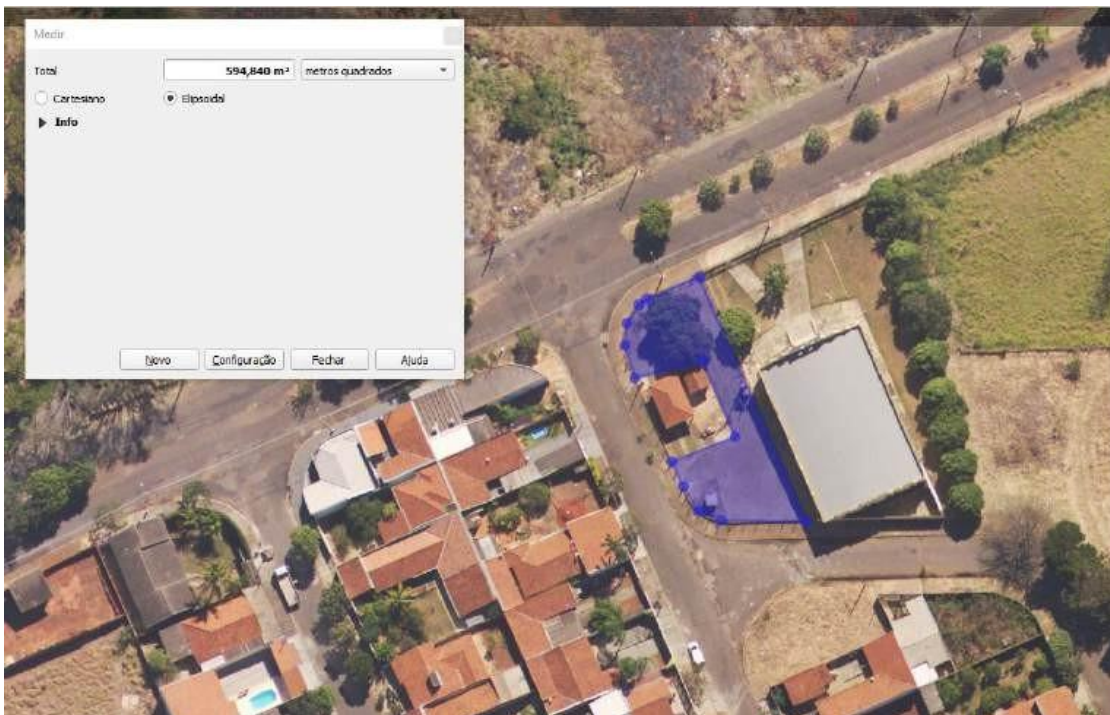 Medir
Total 594,840 m² metros quadrados
Cartesiano Elipsoidal
Info
Novo Configuração Fechar Ajuda